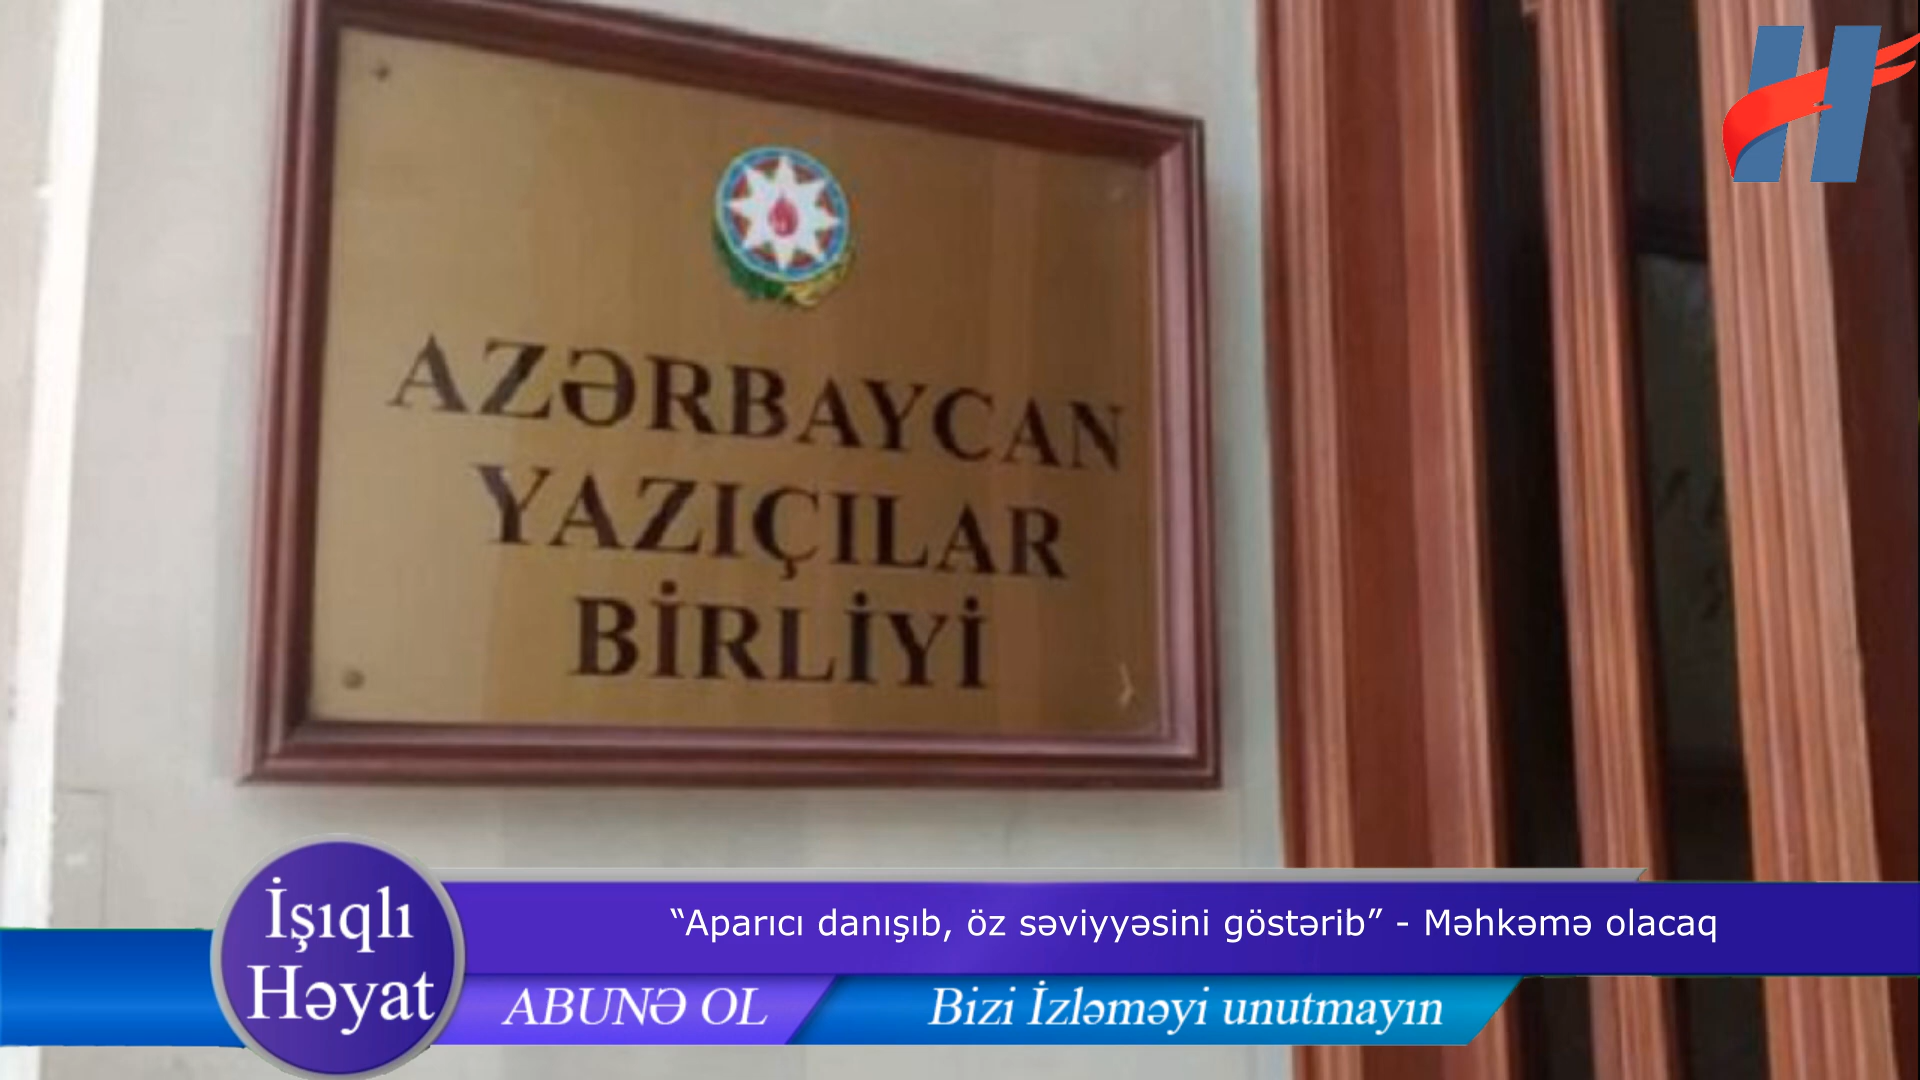 AZƏRBAYCAN
YAZIÇILAR
BİRLİYİ
İşıqlı
Həyat
“Aparıcı danışıb, öz səviyyəsini göstərib” - Məhkəmə olacaq
ABUNƏ OL
Bizi İzləməyi unutmayın